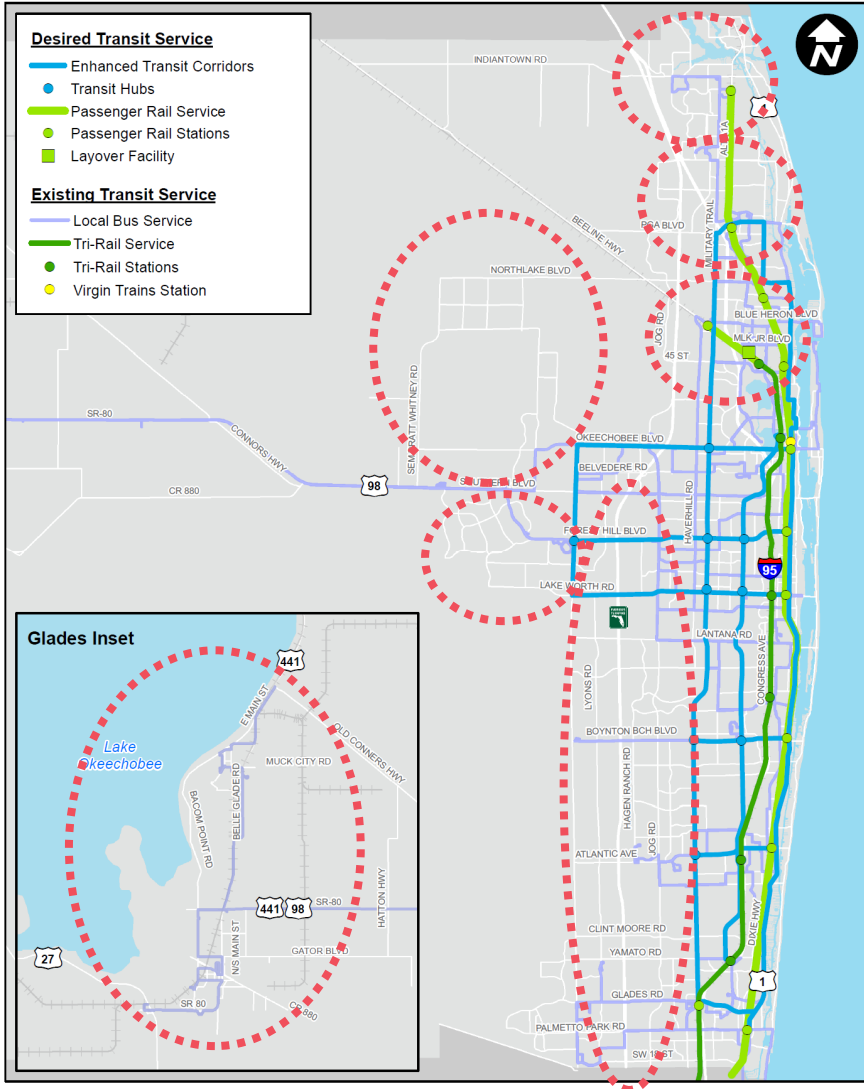 Desired Transit Service
Enhanced Transit Corridors
Transit Hubs
Passenger Rail Service
Passenger Rail Stations
Layover Facility
Existing Transit Service
Local Bus Service
Tri-Rail Service
Tri-Rail Stations
Virgin Trains Station
N
INDIANTOWN RD
1
ALT A1A
MILITARY TRAIL
PGA BLVD
BEELINE HWY
NORTHLAKE BLVD
JOG RD
BLUE HERON BLVD
MLK JR BLVD
45 ST
SEMINOLE PRATT WHITNEY RD
SR-80
CONNORS HWY
OKEECHOBEE BLVD
BELVEDERE RD
98
SOUTHERN BLVD
CR 880
HAVERHILL RD
FOREST HILL BLVD
95
LAKE WORTH RD
LANTANA RD
CONGRESS AVE
LYONS RD
BOYNTON BCH BLVD
HAGEN RANCH RD
JOG RD
ATLANTIC AVE
DIXIE HWY
CLINT MOORE RD
YAMATO RD
1
GLADES RD
PALMETTO PARK RD
SW 18 ST
Glades Inset
441
E MAIN ST
OLD CONNERS HWY
Lake
Okeechobee
MUCK CITY RD
BELLE GLADE RD
BACOM POINT RD
HATTON HWY
441
98
SR-80
N/S MAIN ST
GATOR BLVD
27
SR 80
CR 880